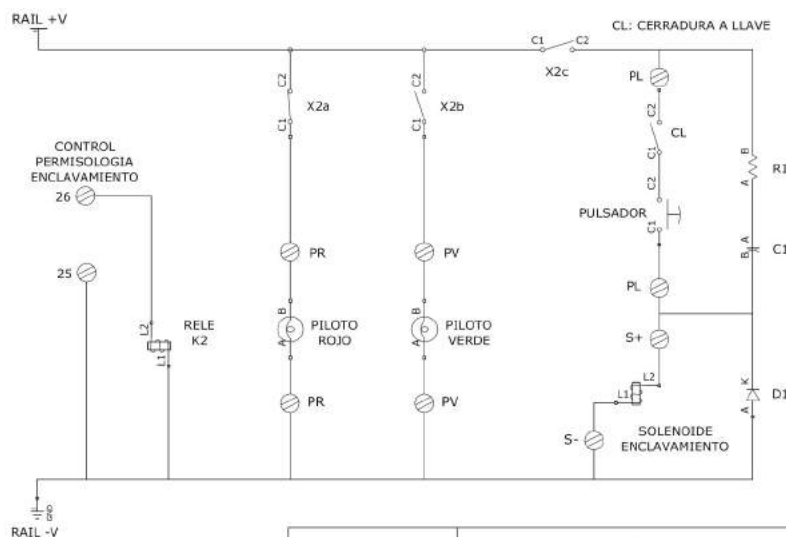 RAIL +V
CL: CERRADURA A LLAVE
C1
C2
X2c
C2
C1
X2a
C2
C1
X2b
PL
C2
C1
CL
CONTROL
PERMISOLOGIA
ENCLAVAMIENTO
26
25
C2
C1
PULSADOR
B
A
R1
A
B
C1
PR
PV
PL
L2
L1
RELE
K2
B
A
PILOTO
ROJO
B
A
PILOTO
VERDE
S+
L2
L1
K
A
D1
PR
PV
S-
SOLENOIDE
ENCLAVAMIENTO
GND
RAIL -V